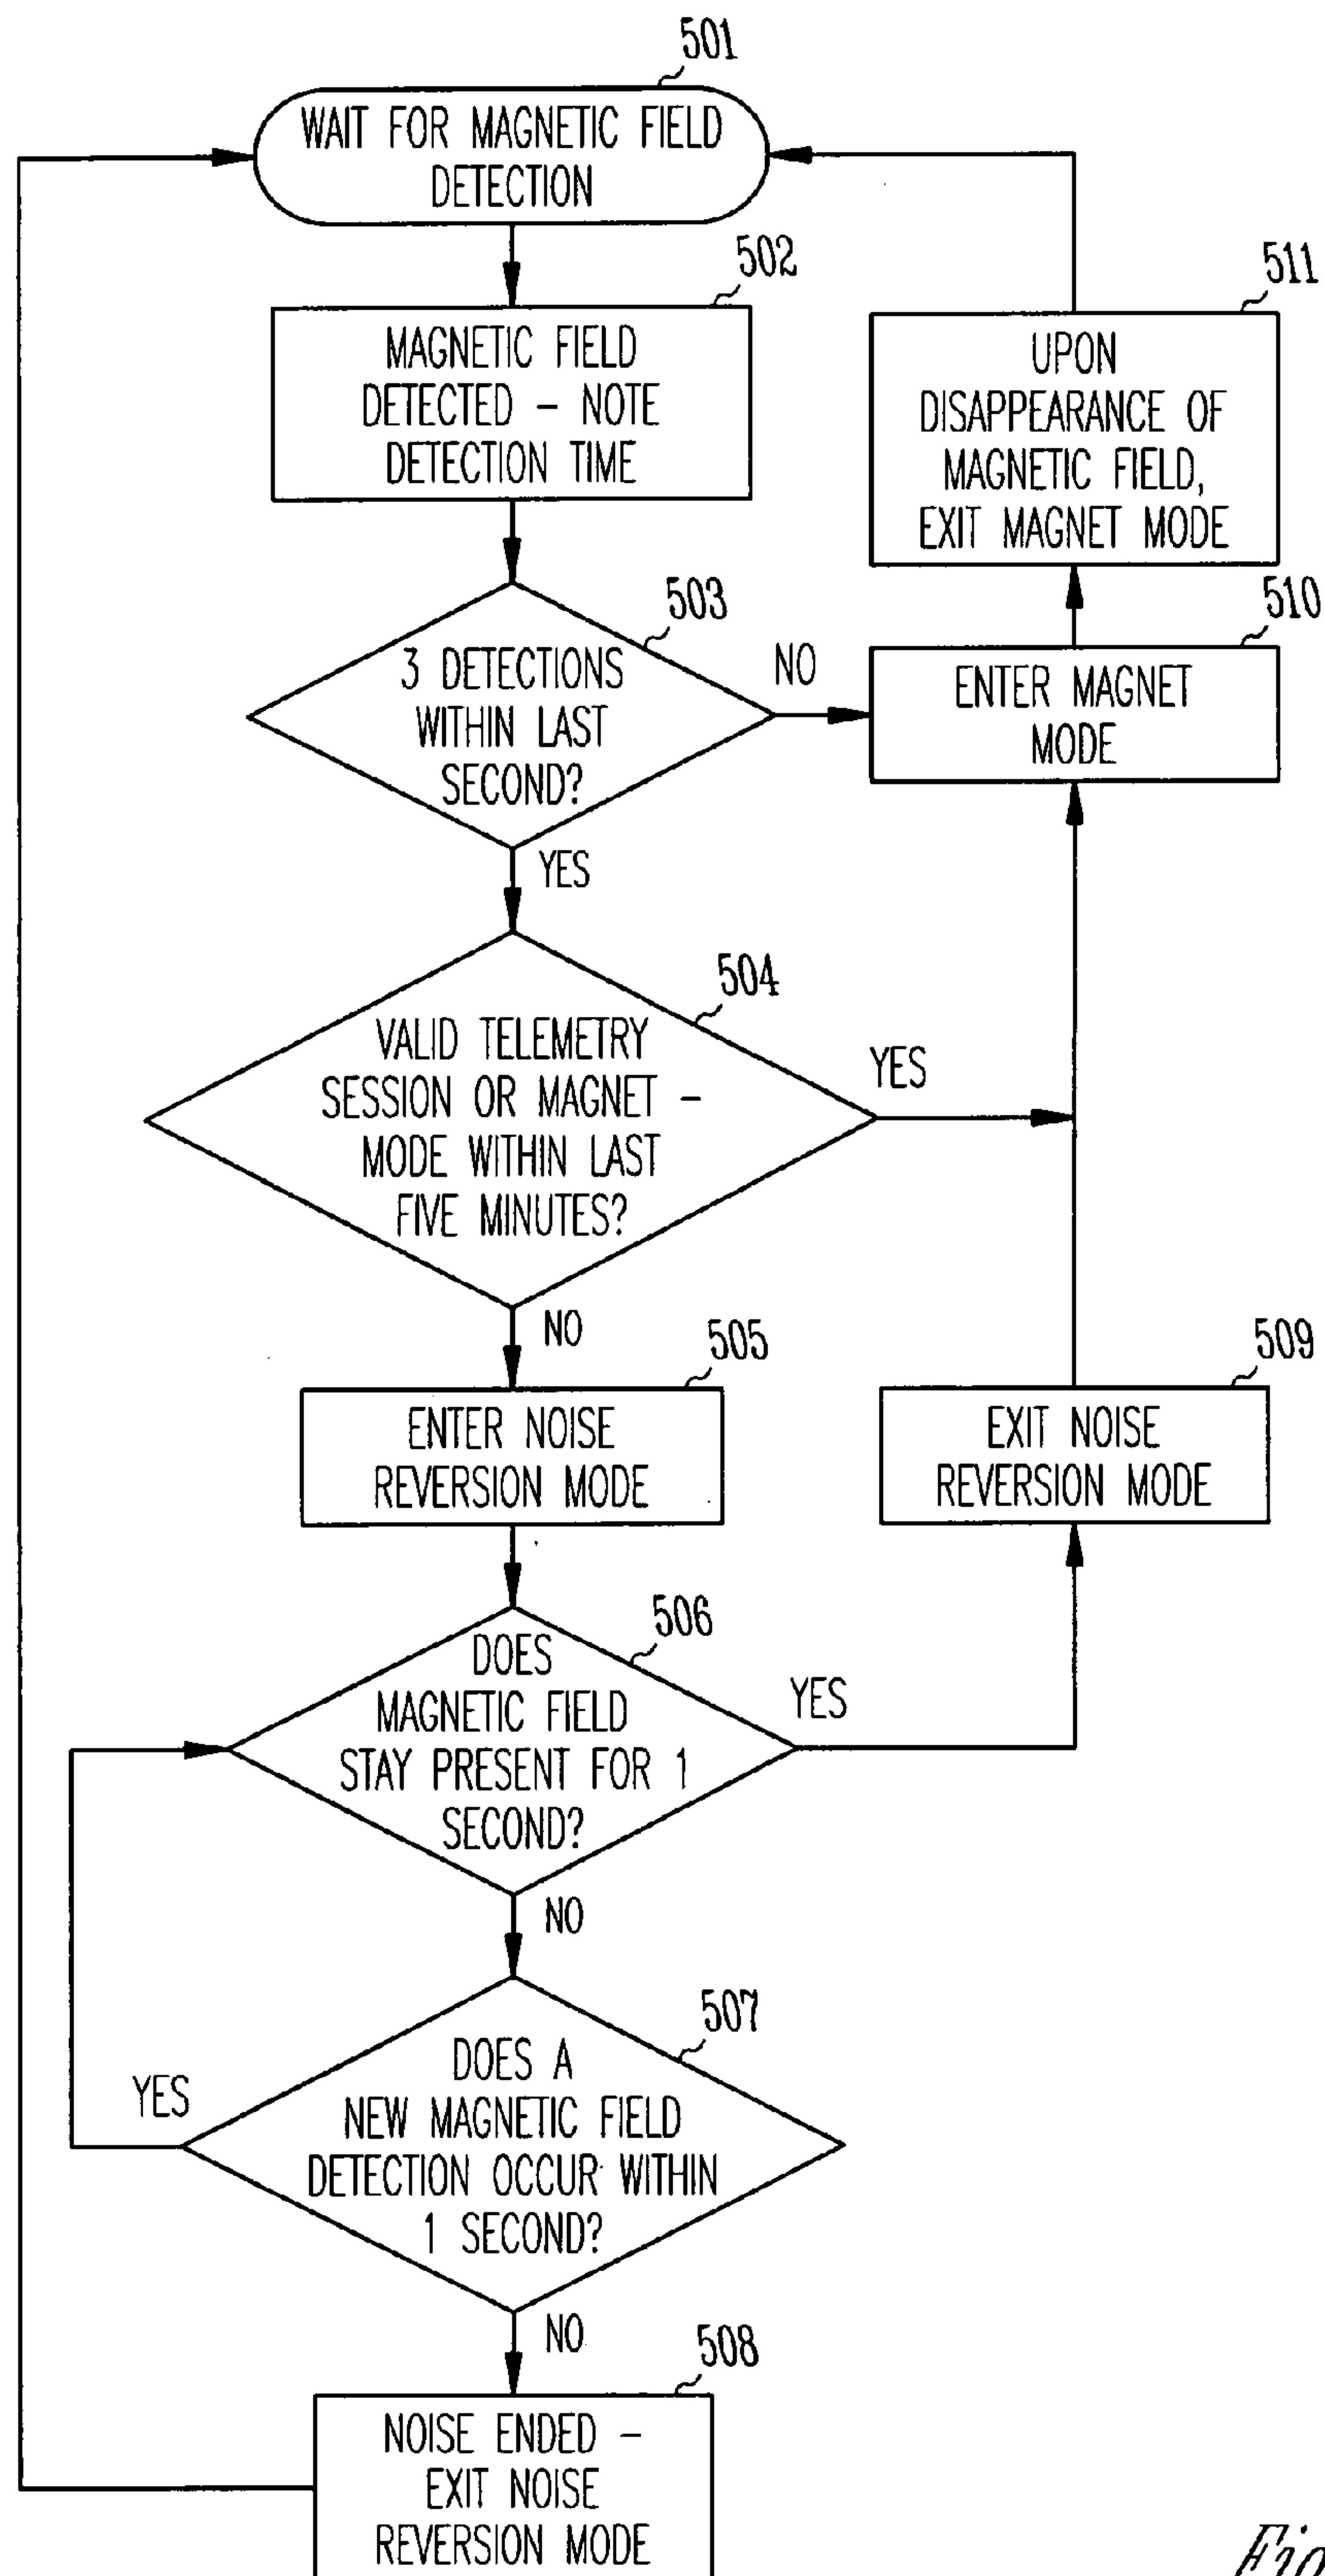 501
WAIT FOR MAGNETIC FIELD
DETECTION
502
MAGNETIC FIELD
DETECTED – NOTE
DETECTION TIME
511
UPON
DISAPPEARANCE OF
MAGNETIC FIELD,
EXIT MAGNET MODE
503
3 DETECTIONS
WITHIN LAST
SECOND?
NO
510
ENTER MAGNET
MODE
YES
504
VALID TELEMETRY
SESSION OR MAGNET –
MODE WITHIN LAST
FIVE MINUTES?
YES
NO
505
ENTER NOISE
REVERSION MODE
509
EXIT NOISE
REVERSION MODE
506
DOES
MAGNETIC FIELD
STAY PRESENT FOR 1
SECOND?
YES
NO
507
DOES A
NEW MAGNETIC FIELD
DETECTION OCCUR WITHIN
1 SECOND?
YES
NO
508
NOISE ENDED –
EXIT NOISE
REVERSION MODE